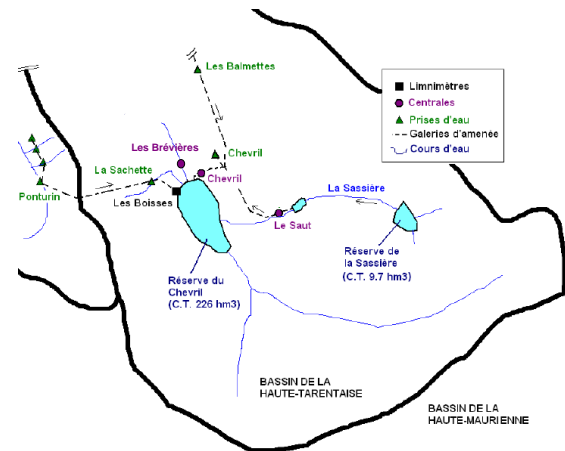 Les Balmettes
Limnimètres
Centrales
Prises d'eau
Galeries d'amenée
Cours d'eau
Les Brévières
Chevril
La Sachette
Chevril
Ponturin
Les Boisses
La Sassière
Le Saut
Réserve du
Chevril
(C.T. 226 hm3)
Réserve de
la Sassière
(C.T. 9.7 hm3)
BASSIN DE LA
HAUTE-TARENTAISE
BASSIN DE LA
HAUTE-MAURIENNE